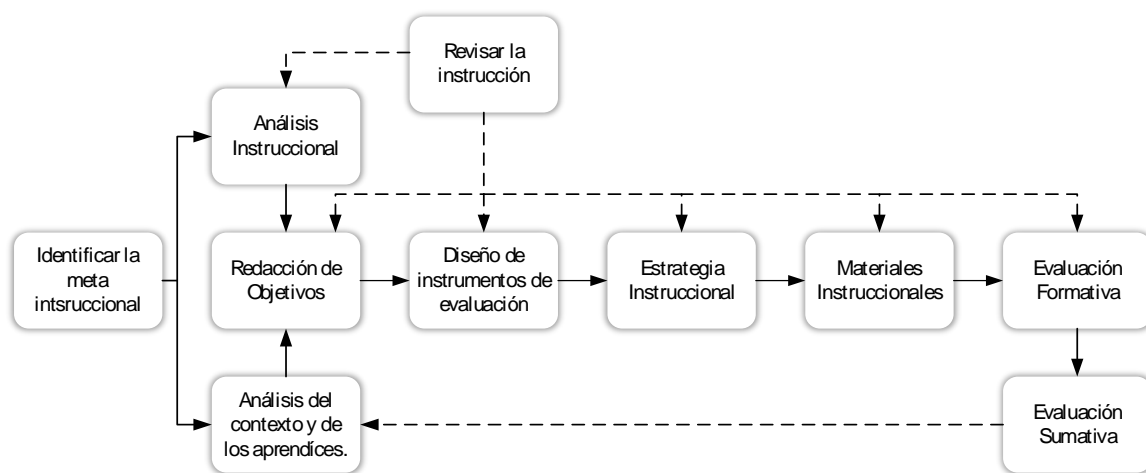 Revisar la
instrucción
Análisis
Instruccional
Identificar la
meta
intsruccional
Redacción de
Objetivos
Diseño de
instrumentos de
evaluación
Estrategia
Instruccional
Materiales
Instruccionales
Evaluación
Formativa
Análisis del
contexto y de
los aprendíces.
Evaluación
Sumativa